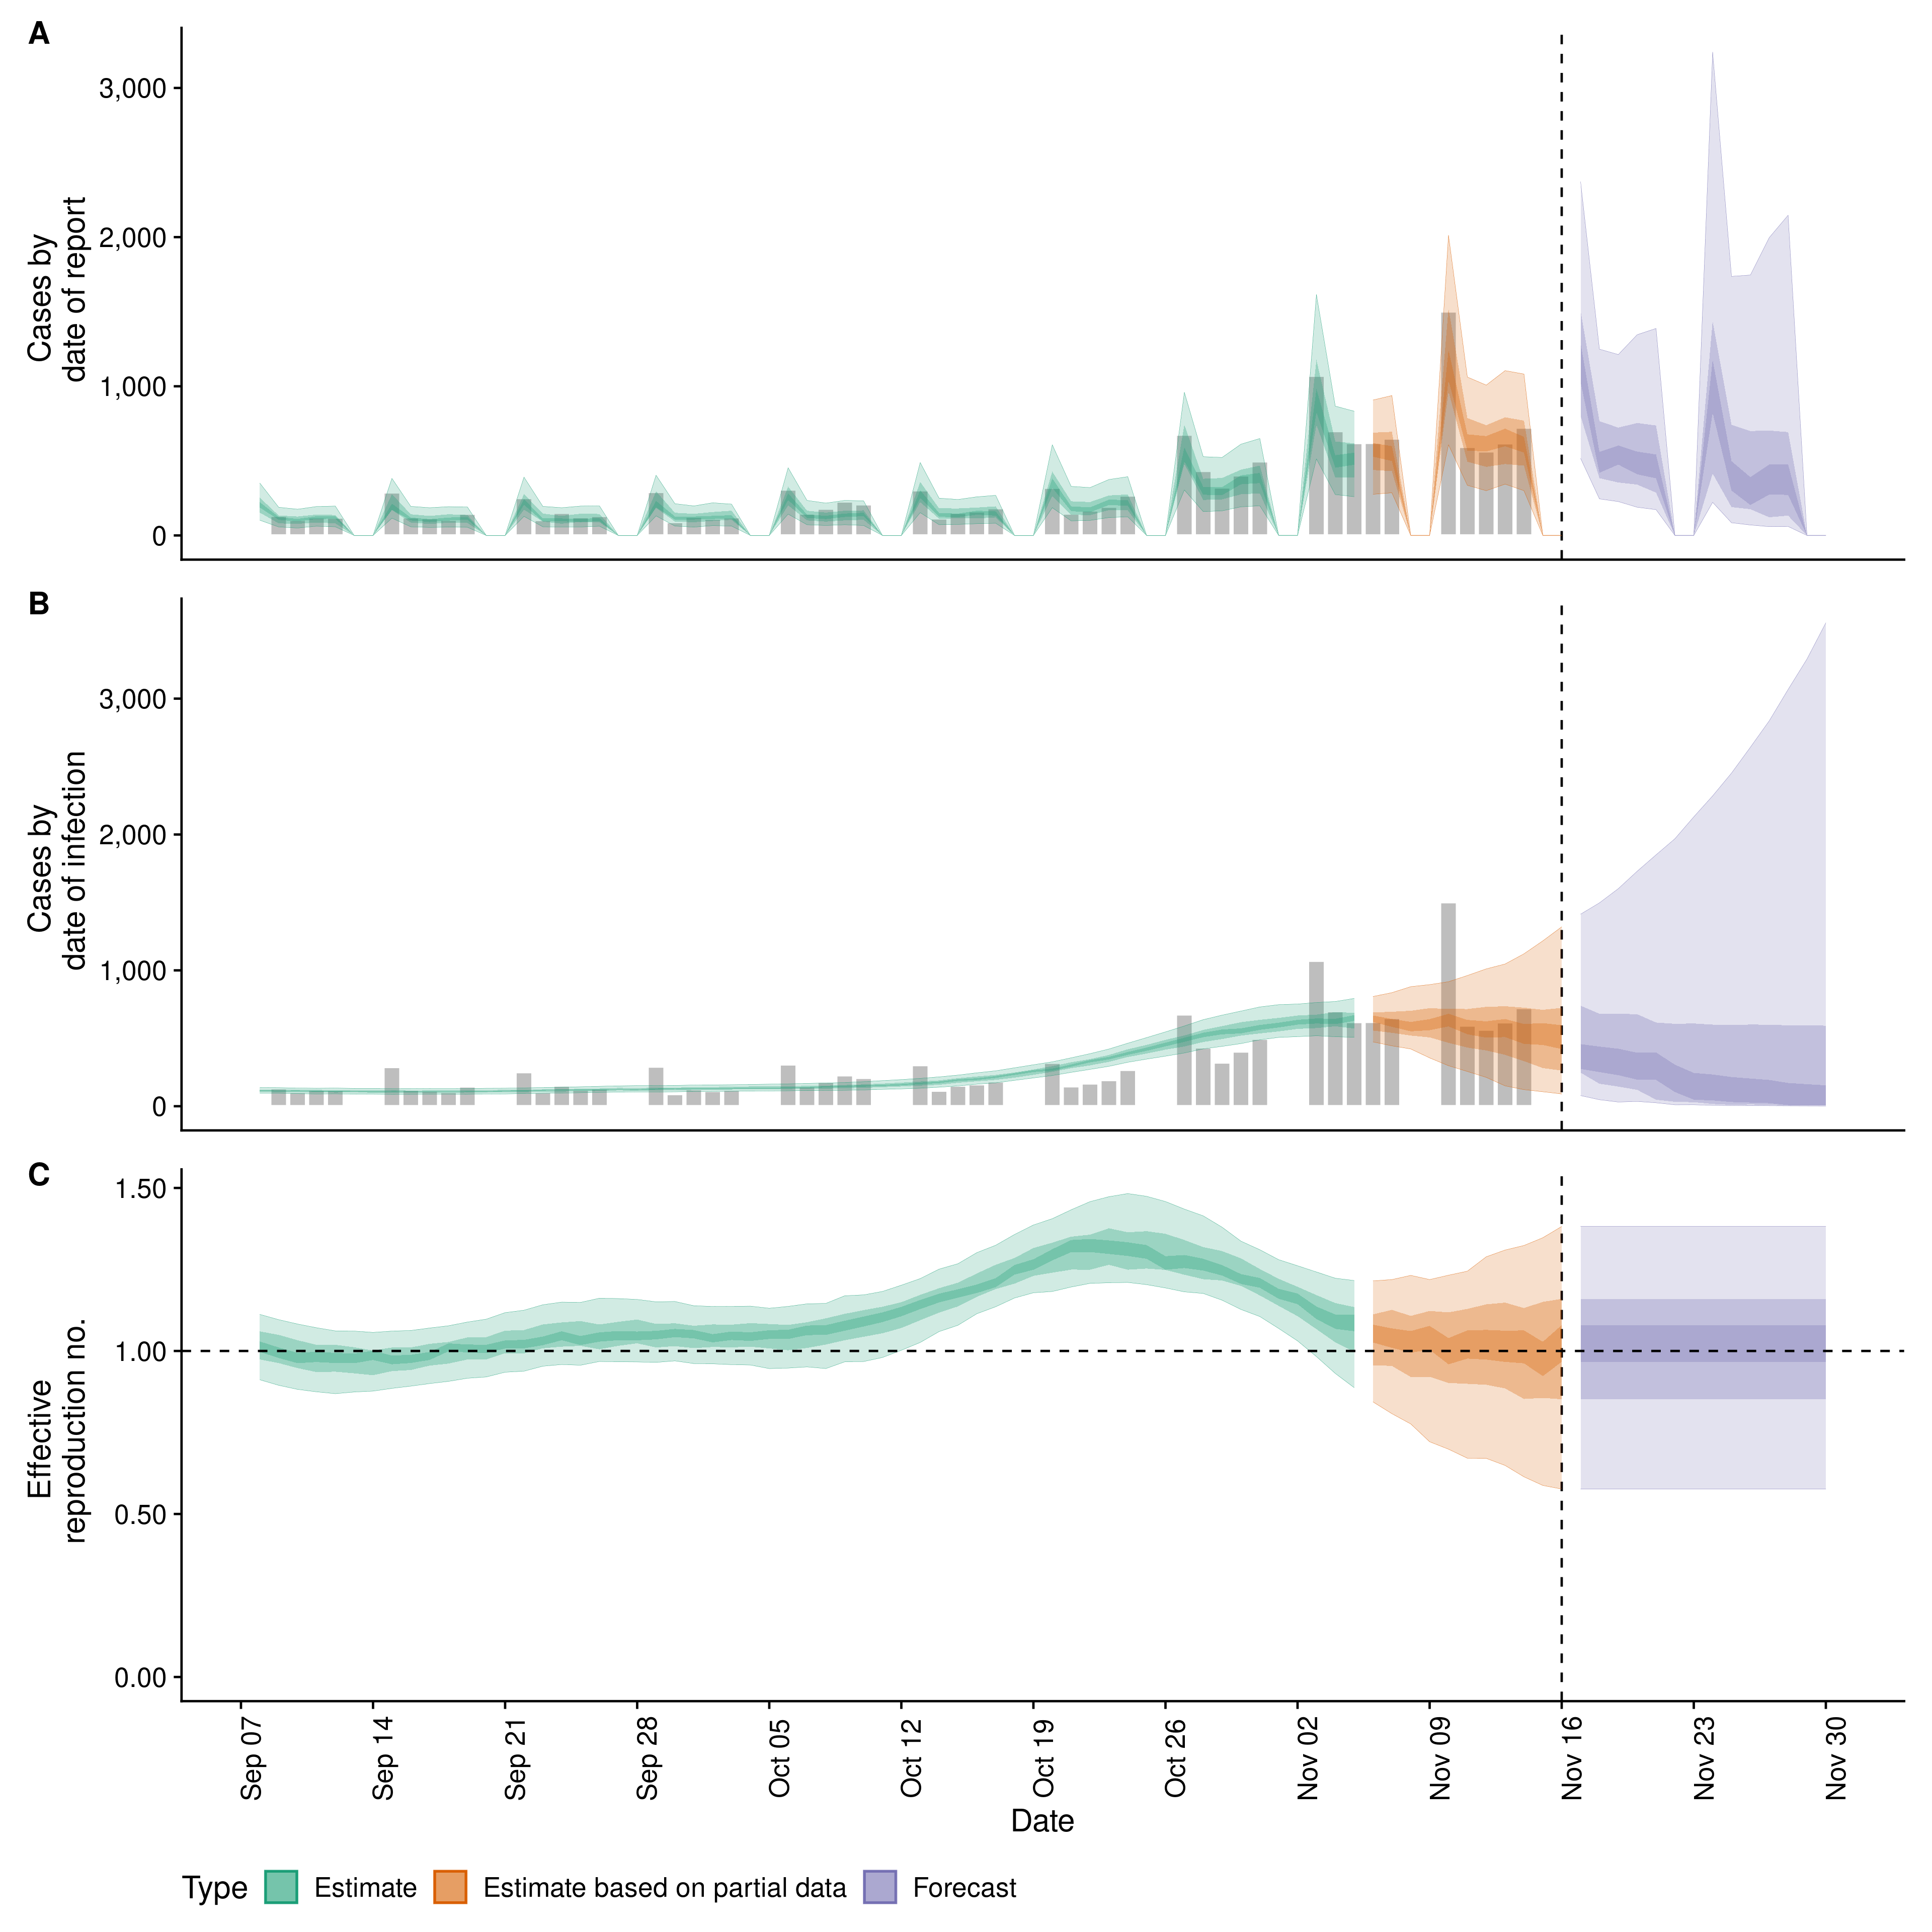 A
Cases by
date of report
3,000
2,000
1,000
0
B
Cases by
date of infection
3,000
2,000
1,000
0
C
Effective
reproduction no.
1.50
1.00
0.50
0.00
Sep 07
Sep 14
Sep 21
Sep 28
Oct 05
Oct 12
Oct 19
Oct 26
Nov 02
Nov 09
Nov 16
Nov 23
Nov 30
Date
Type Estimate Estimate based on partial data Forecast